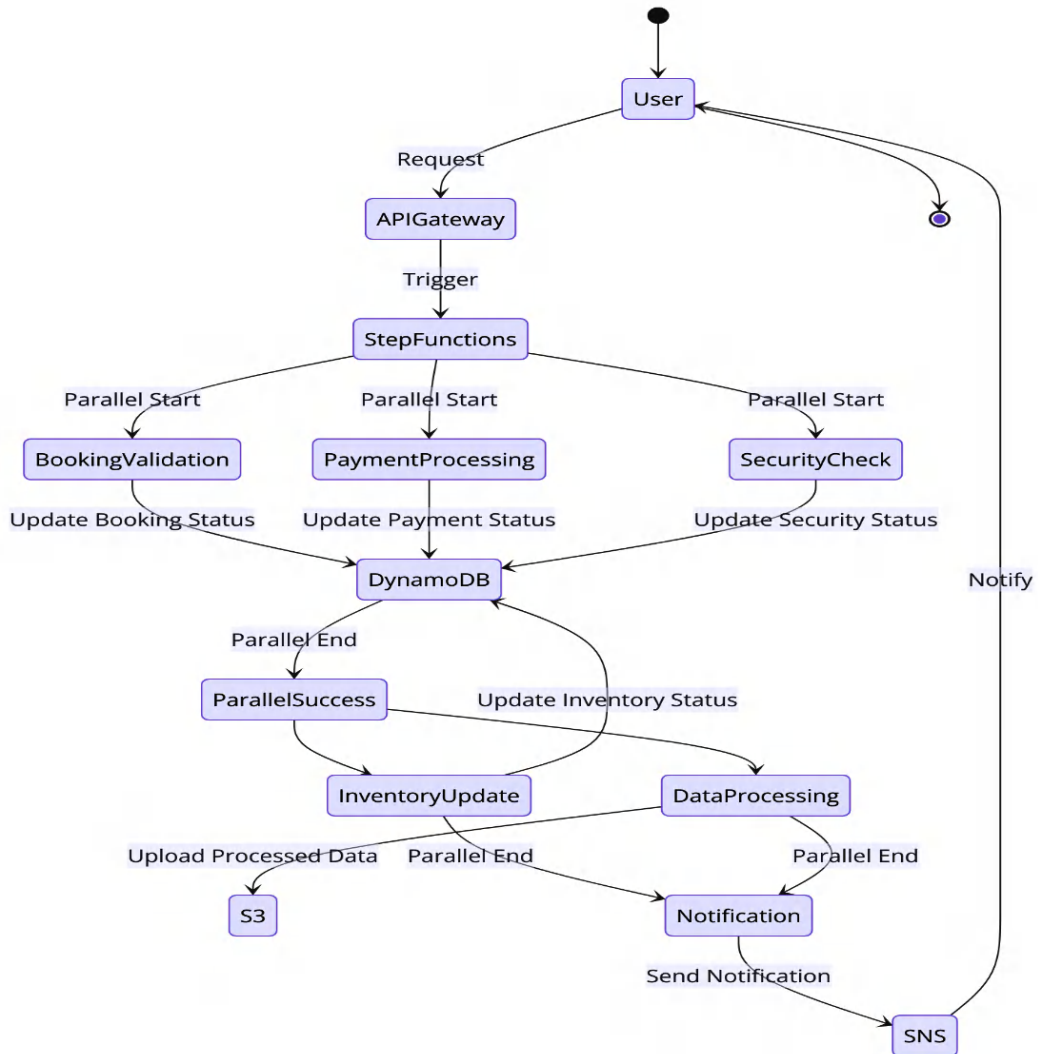 User
Request
APIGateway
Trigger
StepFunctions
Parallel Start
Parallel Start
Parallel Start
BookingValidation
PaymentProcessing
SecurityCheck
Update Booking Status
Update Payment Status
Update Security Status
DynamoDB
Notify
Parallel End
ParallelSuccess
Update Inventory Status
InventoryUpdate
DataProcessing
Upload Processed Data
Parallel End
Parallel End
S3
Notification
Send Notification
SNS